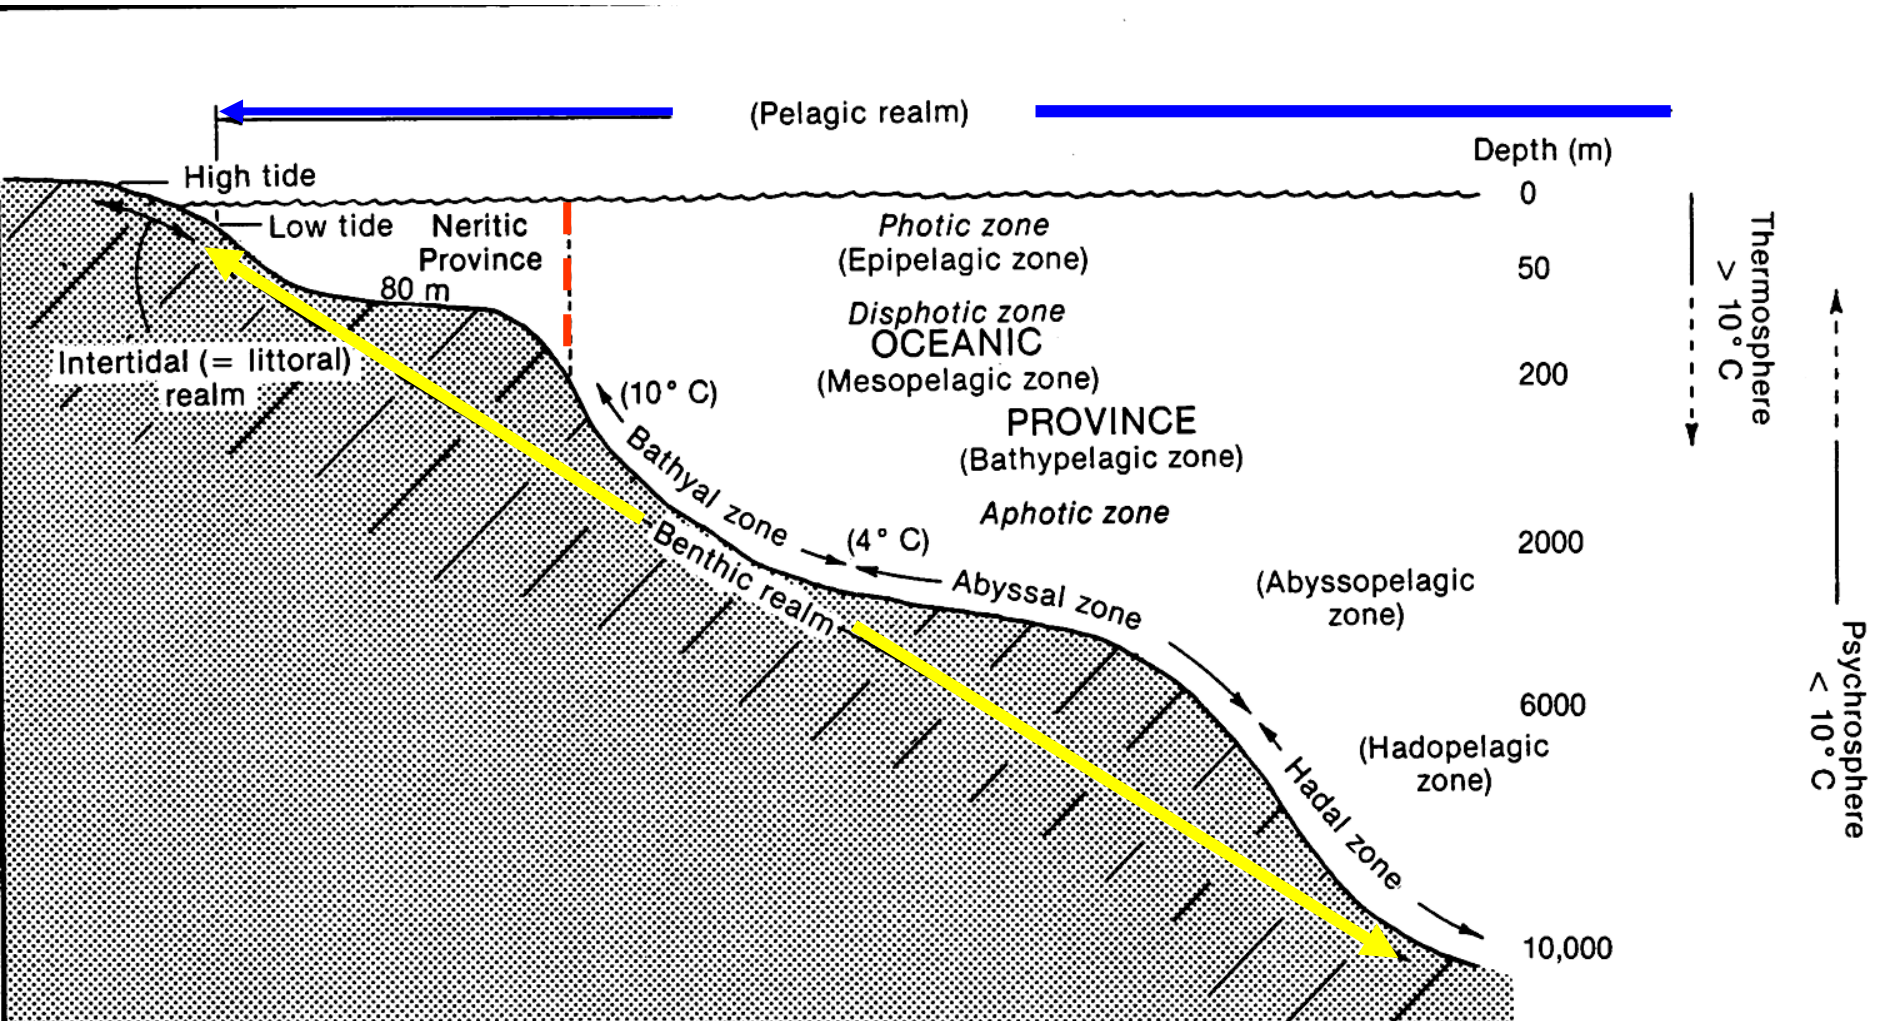 (Pelagic realm)
Depth (m)
High tide
0
Low tide
Neritic
Province
80 m
Photic zone
(Epipelagic zone)
50
Disphotic zone
OCEANIC
(Mesopelagic zone)
200
PROVINCE
(Bathypelagic zone)
Aphotic zone
2000
Intertidal (= littoral)
realm
(10° C)
Bathyal zone
(4° C)
Benthic realm
Abyssal zone
(Abyssopelagic
zone)
6000
(Hadopelagic
zone)
Hadal zone
10,000
Thermosphere
> 10° C
Psychrosphere
< 10° C